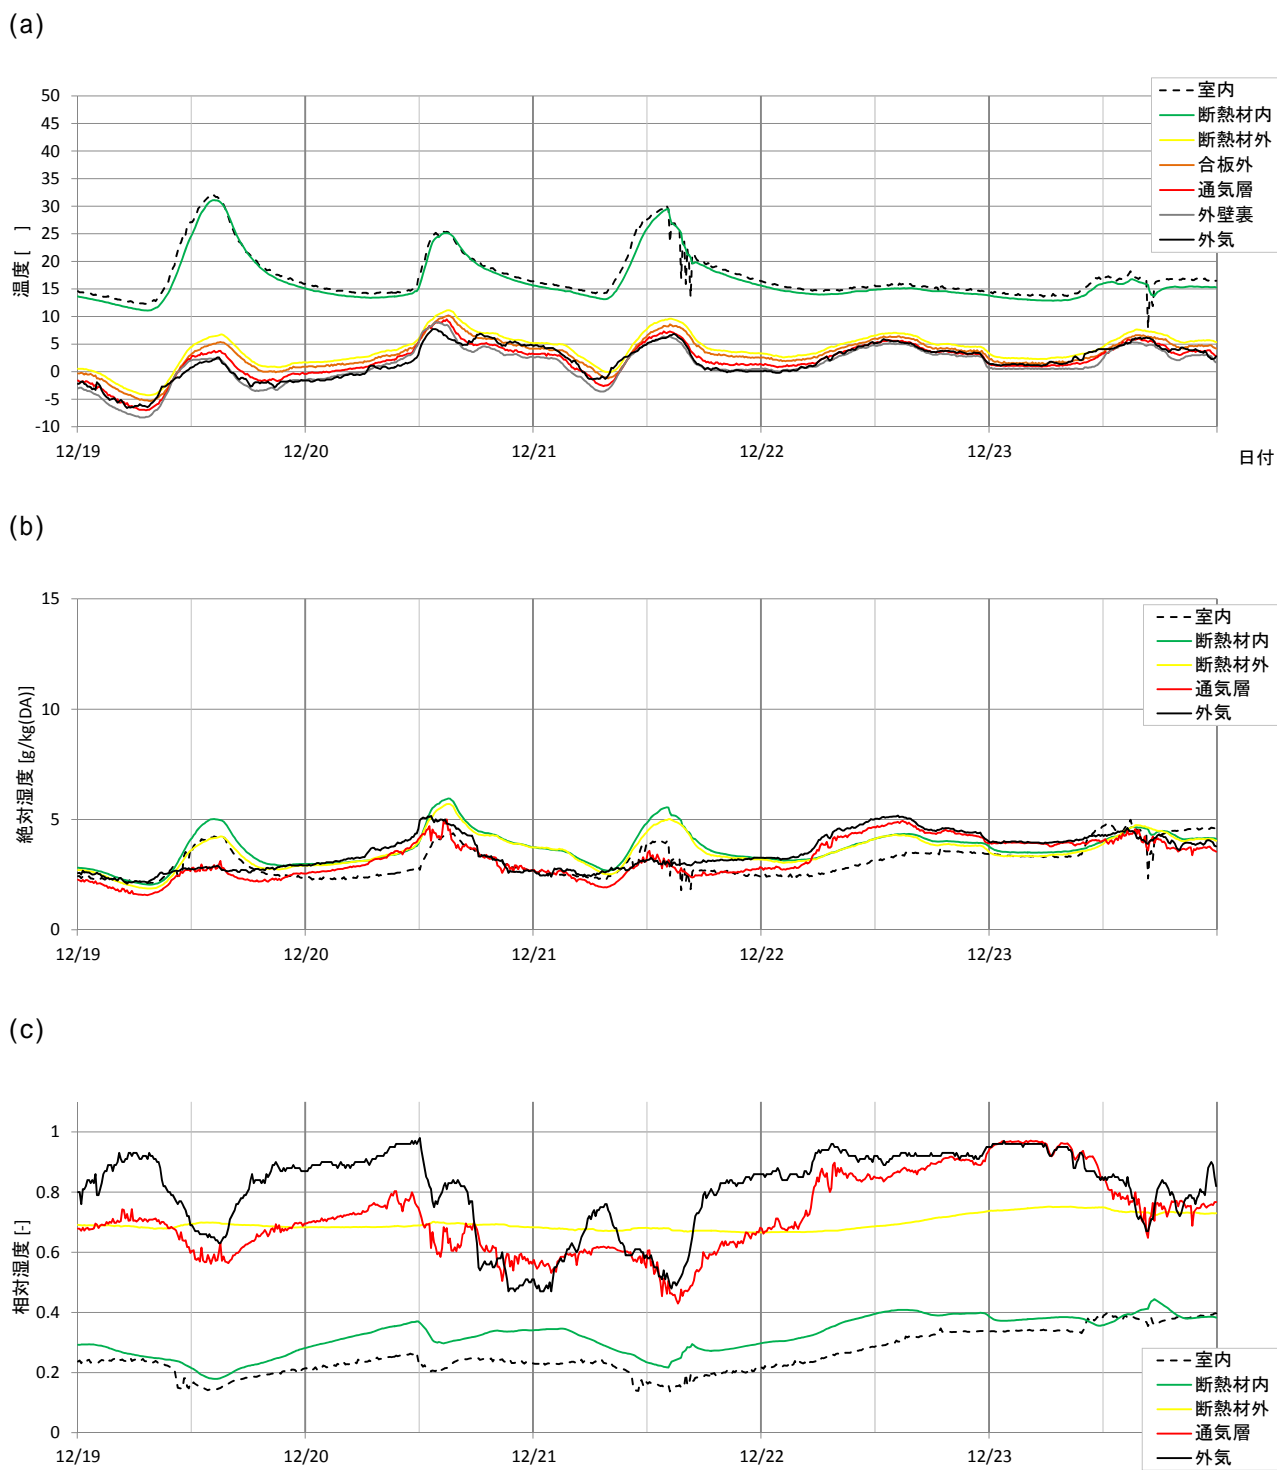 (a)
50
45
40
35
30
25
20
15
10
5
0
-5
-10
温度 [ ]
12/19 12/20 12/21 12/22 12/23
日付
室内
断熱材内
断熱材外
合板外
通気層
外壁裏
外気
(b)
15
10
5
0
絶対湿度 [g/kg(DA)]
12/19 12/20 12/21 12/22 12/23
室内
断熱材内
断熱材外
通気層
外気
(c)
1
0.8
0.6
0.4
0.2
0
相対湿度 [-]
12/19 12/20 12/21 12/22 12/23
室内
断熱材内
断熱材外
通気層
外気